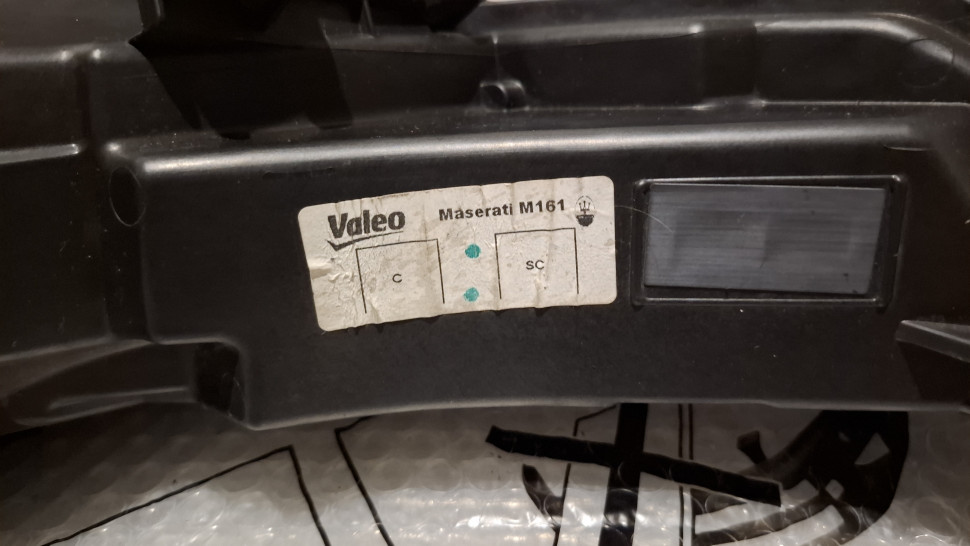 Valeo
Maserati M161
C
SC